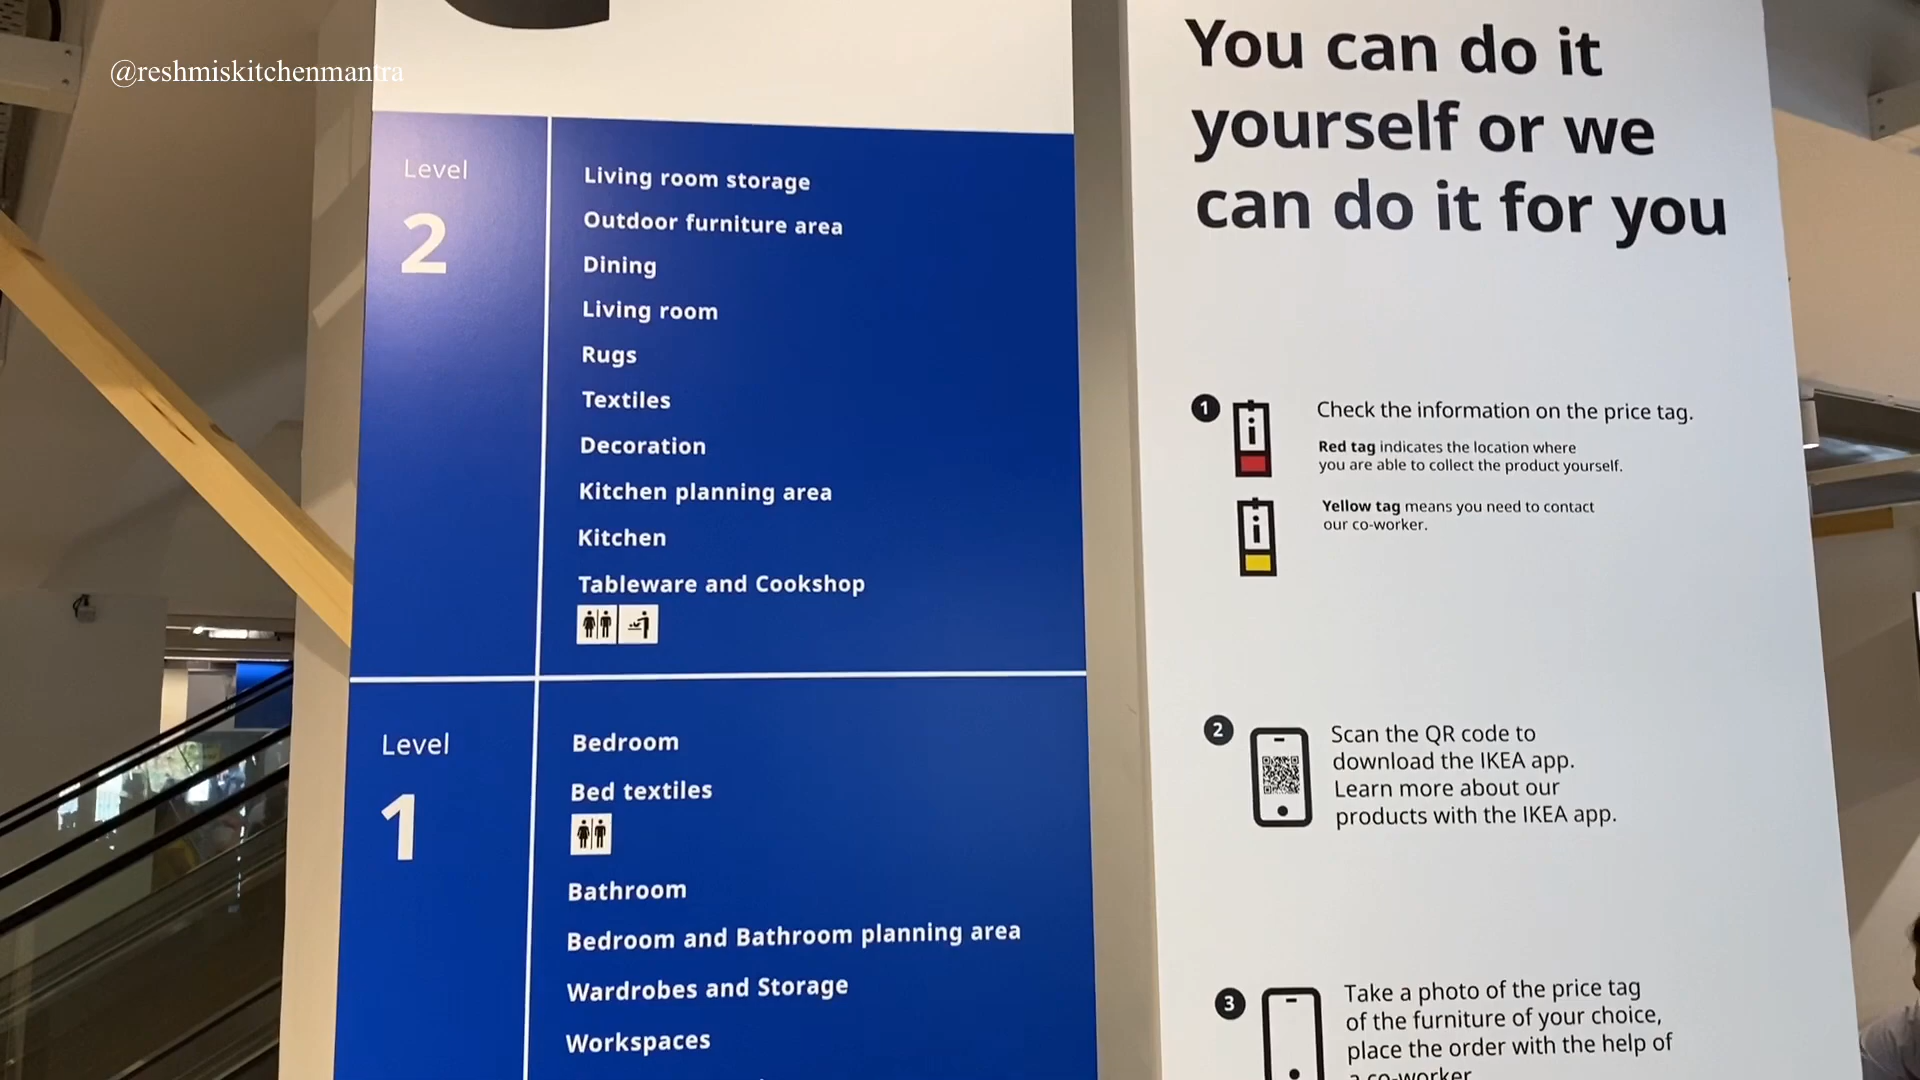 @reshmiskitchenmantra
Level
2
Living room storage
Outdoor furniture area
Dining
Living room
Rugs
Textiles
Decoration
Kitchen planning area
Kitchen
Tableware and Cookshop
Level
1
Bedroom
Bed textiles
Bathroom
Bedroom and Bathroom planning area
Wardrobes and Storage
Workspaces
You can do it
yourself or we
can do it for you
1
i
Check the information on the price tag.
Red tag indicates the location where
you are able to collect the product yourself.
i
Yellow tag means you need to contact
our co-worker.
2
Scan the QR code to
download the IKEA app.
Learn more about our
products with the IKEA app.
3
Take a photo of the price tag
of the furniture of your choice,
place the order with the help of
a co-worker